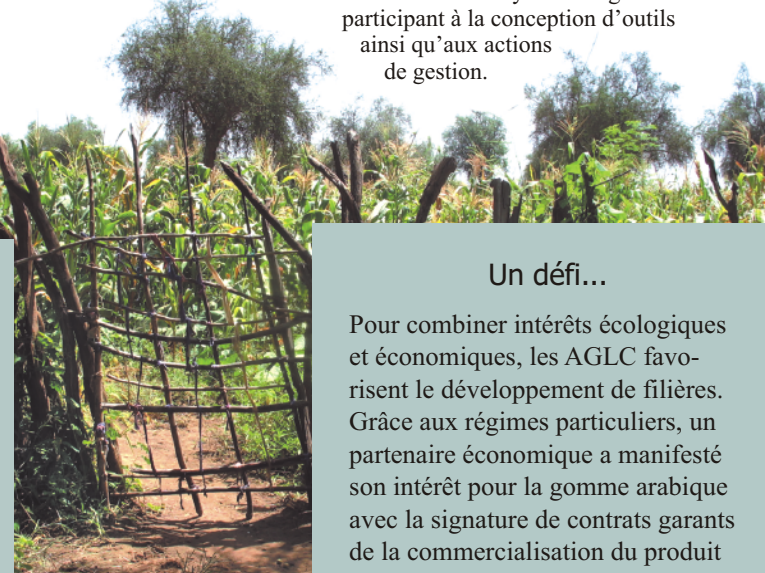 participant à la conception d'outils
ainsi qu'aux actions
de gestion.
Un défi...
Pour combiner intérêts écologiques
et économiques, les AGLC favo-
risent le développement de filières.
Grâce aux régimes particuliers, un
partenaire économique a manifesté
son intérêt pour la gomme arabique
avec la signature de contrats garants
de la commercialisation du produit